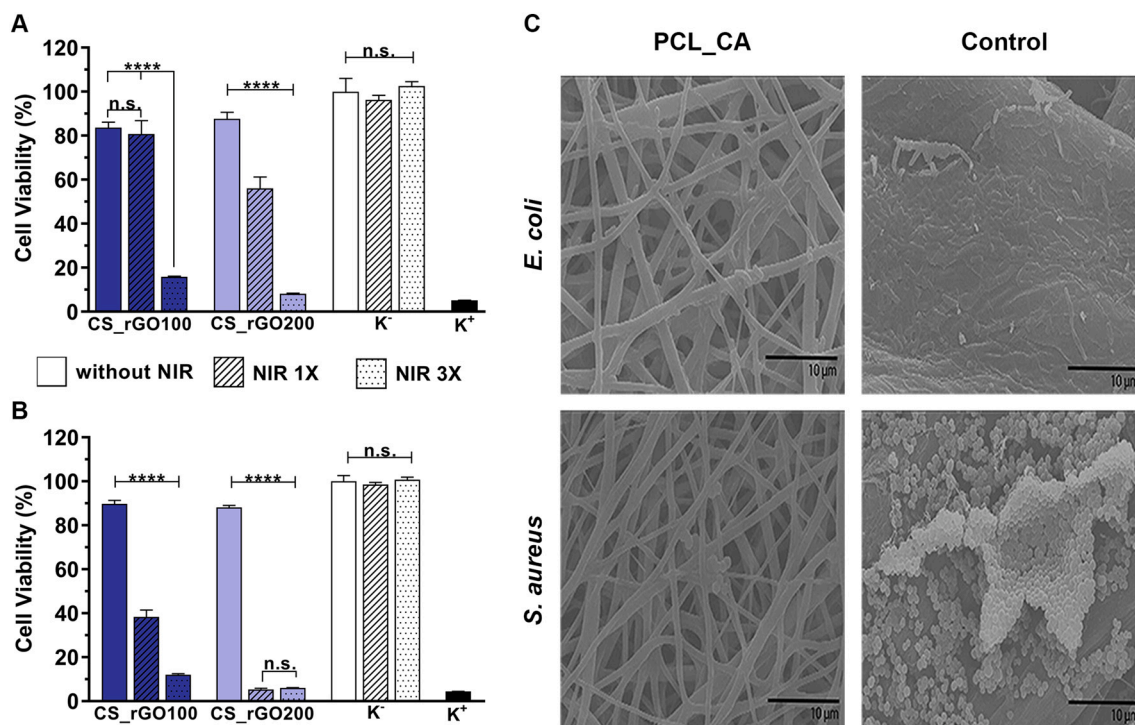 A
Cell Viability (%)
120
100
80
60
40
20
0
****
n.s.
****
n.s.
CS_rGO100
CS_rGO200
K-
K+
without NIR
NIR 1X
NIR 3X
B
Cell Viability (%)
120
100
80
60
40
20
0
****
****
n.s.
n.s.
CS_rGO100
CS_rGO200
K-
K+
C
PCL_CA
Control
E. coli
10 µm
10 µm
S. aureus
10 µm
10 µm